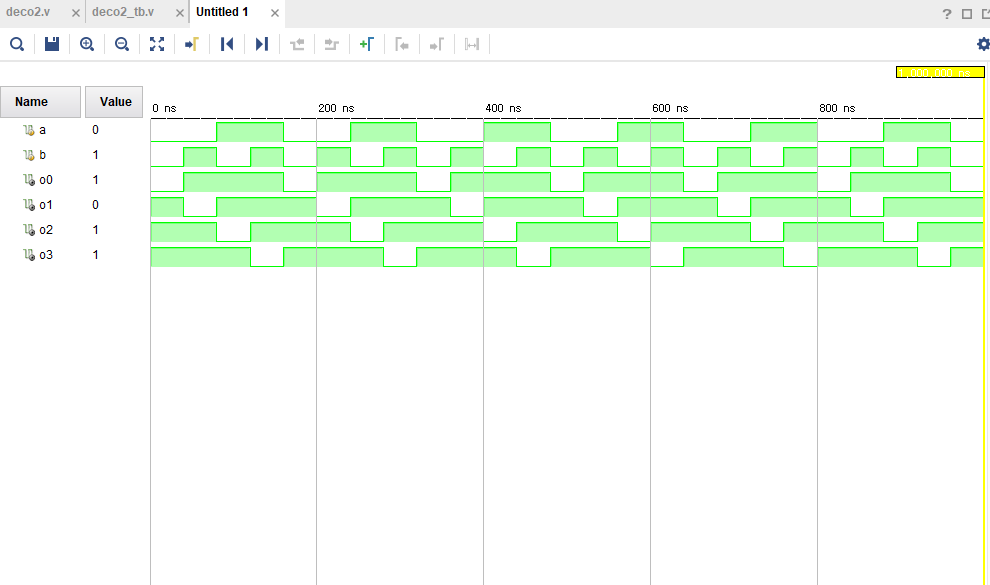 deco2.v deco2_tb.v Untitled 1
?
Name Value 0 ns 200 ns 400 ns 600 ns 800 ns
a 0
b 1
o0 1
o1 0
o2 1
o3 1